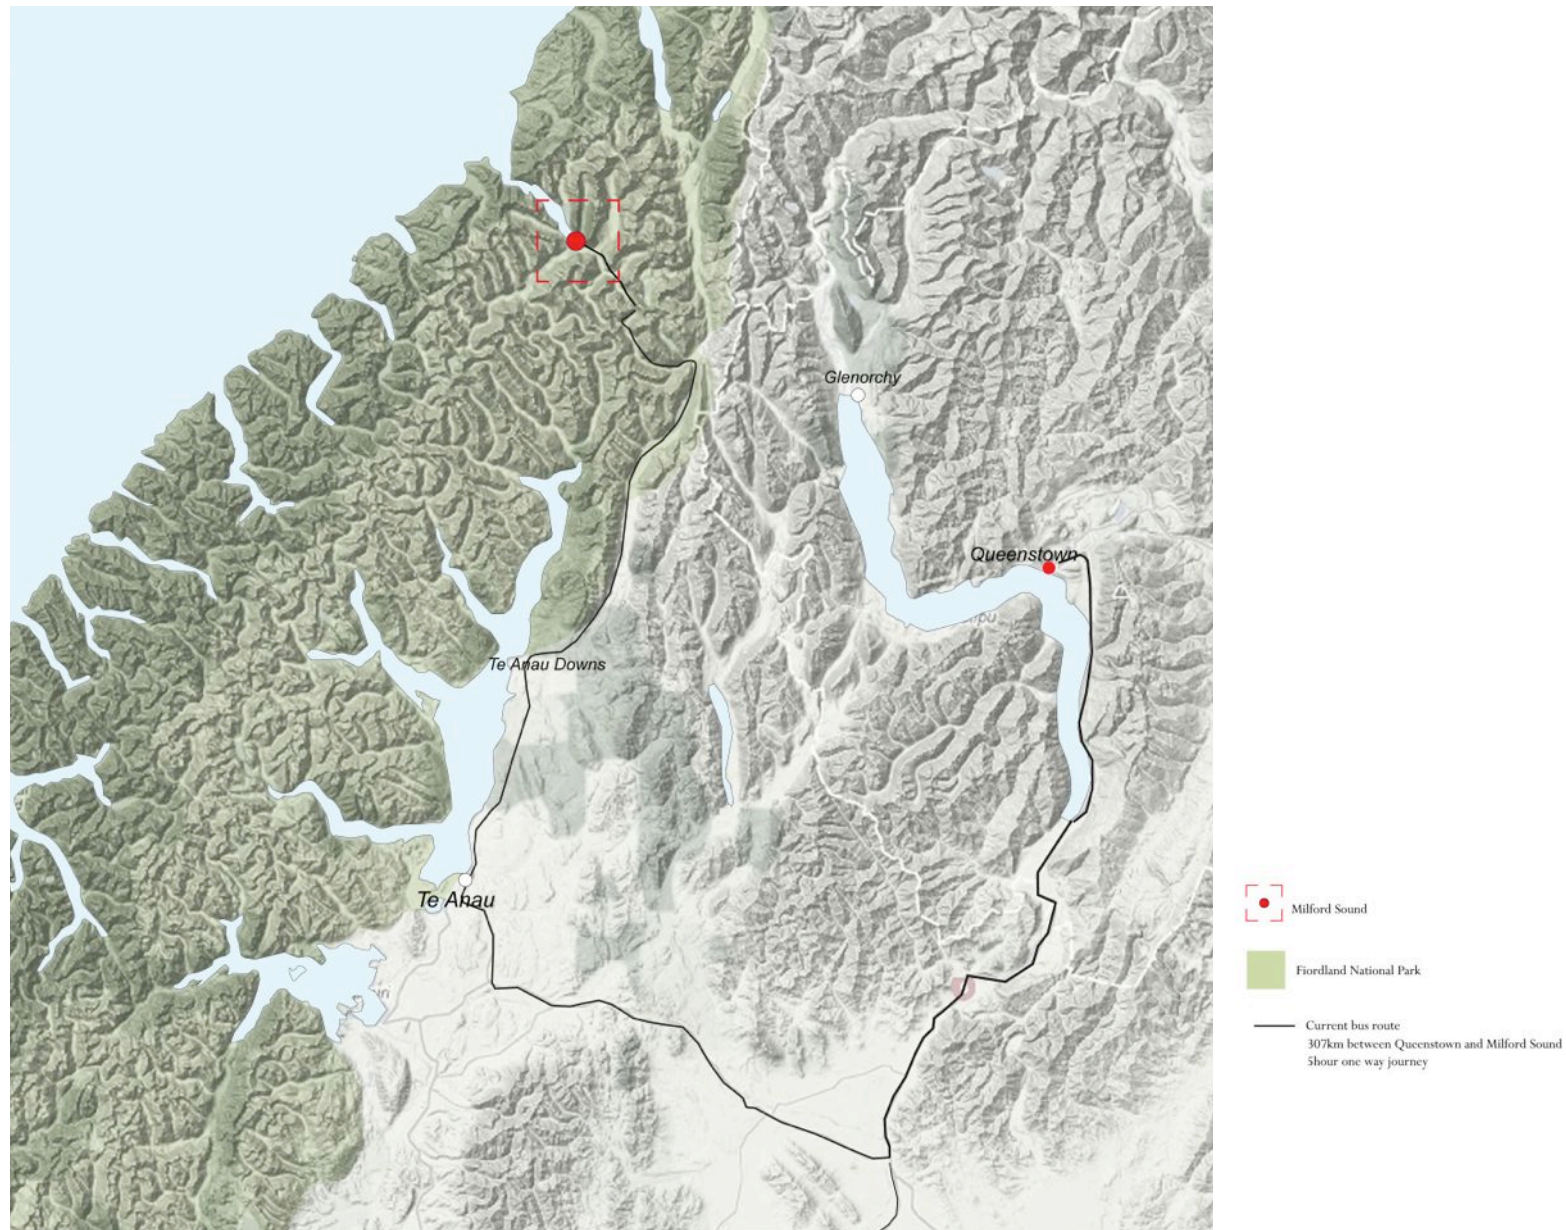 Glenorchy
Queenstown
Te Anau Downs
Te Anau
Milford Sound
Fiordland National Park
Current bus route
307km between Queenstown and Milford Sound
5hour one way journey